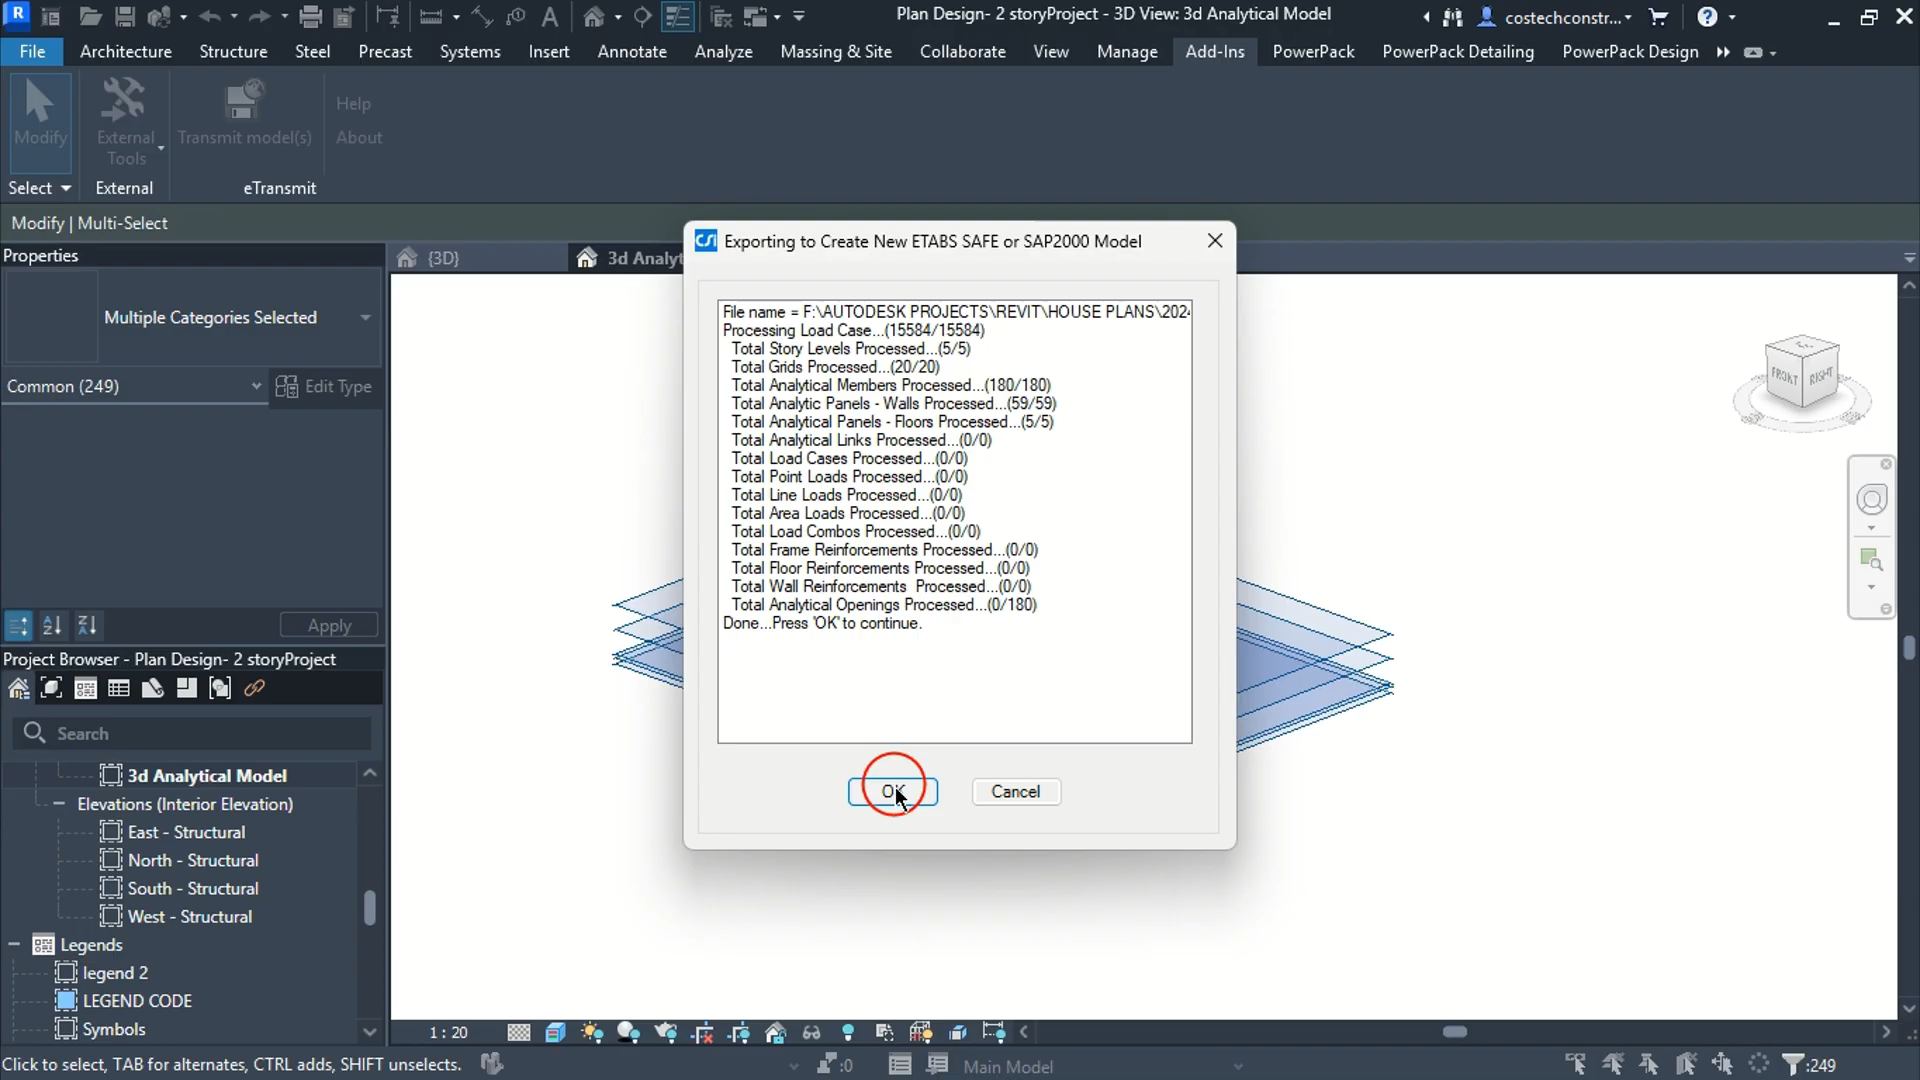 Plan Design- 2 storyProject - 3D View: 3d Analytical Model
costechconstr...
File
Architecture
Structure
Steel
Precast
Systems
Insert
Annotate
Analyze
Massing & Site
Collaborate
View
Manage
Add-Ins
PowerPack
PowerPack Detailing
PowerPack Design
Modify
External
Tools
Transmit model(s)
Help
About
Select
External
eTransmit
Modify | Multi-Select
Properties
{3D}
3d Analyt
Multiple Categories Selected
Common (249)
Edit Type
Apply
CSi Exporting to Create New ETABS SAFE or SAP2000 Model
File name = F:\AUTODESK PROJECTS\REVIT\HOUSE PLANS\2024
Processing Load Case...(15584/15584)
Total Story Levels Processed...(5/5)
Total Grids Processed...(20/20)
Total Analytical Members Processed...(180/180)
Total Analytic Panels - Walls Processed...(59/59)
Total Analytical Panels - Floors Processed...(5/5)
Total Analytical Links Processed...(0/0)
Total Load Cases Processed...(0/0)
Total Point Loads Processed...(0/0)
Total Line Loads Processed...(0/0)
Total Area Loads Processed...(0/0)
Total Load Combos Processed...(0/0)
Total Frame Reinforcements Processed...(0/0)
Total Floor Reinforcements Processed...(0/0)
Total Wall Reinforcements  Processed...(0/0)
Total Analytical Openings Processed...(0/180)
Done...Press 'OK' to continue.
OK
Cancel
FRONT
RIGHT
Project Browser - Plan Design- 2 storyProject
Search
3d Analytical Model
Elevations (Interior Elevation)
East - Structural
North - Structural
South - Structural
West - Structural
Legends
legend 2
LEGEND CODE
Symbols
1 : 20
Click to select, TAB for alternates, CTRL adds, SHIFT unselects.
:0
Main Model
:249